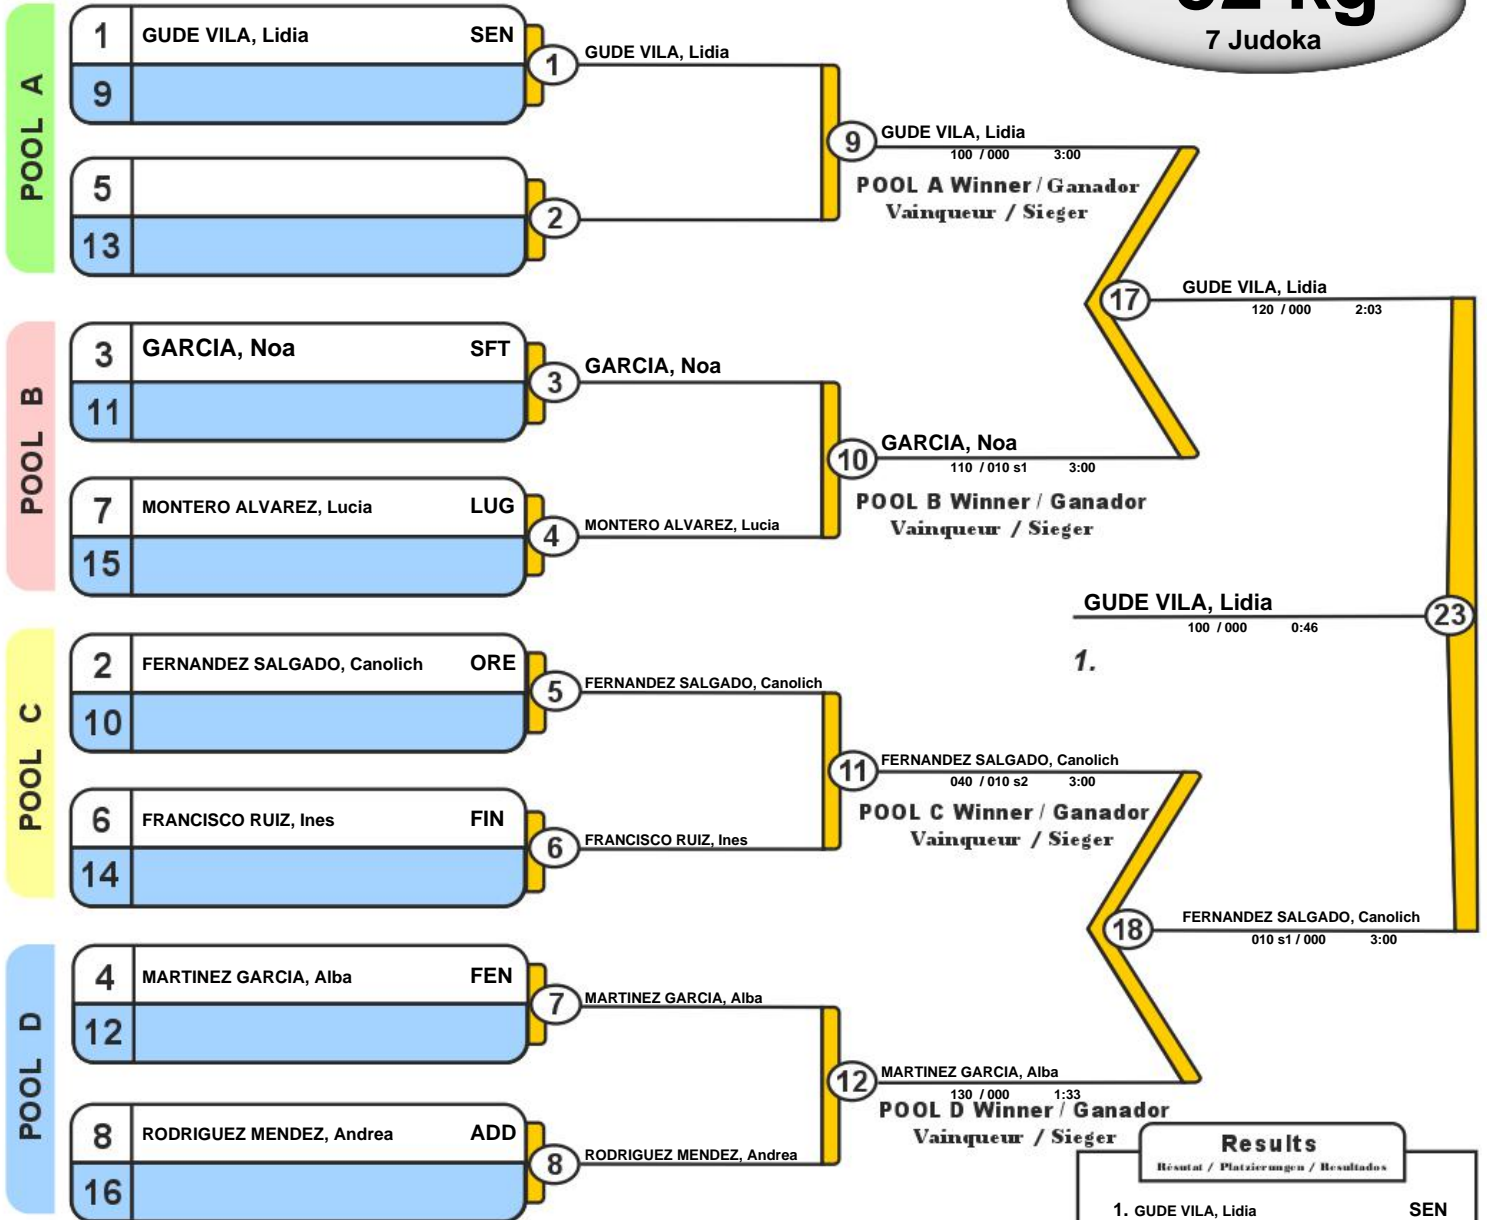 7 Judoka
POOL A
1 GUDE VILA, Lidia SEN
9
5
13
1 GUDE VILA, Lidia
2
9 GUDE VILA, Lidia
100 / 000 3:00
POOL A Winner / Ganador
Vainqueur / Sieger
POOL B
3 GARCIA, Noa SFT
11
7 MONTERO ALVAREZ, Lucia LUG
15
3 GARCIA, Noa
4 MONTERO ALVAREZ, Lucia
10 GARCIA, Noa
110 / 010 s1 3:00
POOL B Winner / Ganador
Vainqueur / Sieger
17 GUDE VILA, Lidia
120 / 000 2:03
GUDE VILA, Lidia 23
100 / 000 0:46
1.
POOL C
2 FERNANDEZ SALGADO, Canolich ORE
10
6 FRANCISCO RUIZ, Ines FIN
14
5 FERNANDEZ SALGADO, Canolich
6 FRANCISCO RUIZ, Ines
11 FERNANDEZ SALGADO, Canolich
040 / 010 s2 3:00
POOL C Winner / Ganador
Vainqueur / Sieger
18 FERNANDEZ SALGADO, Canolich
010 s1 / 000 3:00
POOL D
4 MARTINEZ GARCIA, Alba FEN
12
8 RODRIGUEZ MENDEZ, Andrea ADD
16
7 MARTINEZ GARCIA, Alba
8 RODRIGUEZ MENDEZ, Andrea
12 MARTINEZ GARCIA, Alba
130 / 000 1:33
POOL D Winner / Ganador
Vainqueur / Sieger
Results
Résutat / Platzierungen / Resultados
1. GUDE VILA, Lidia SEN